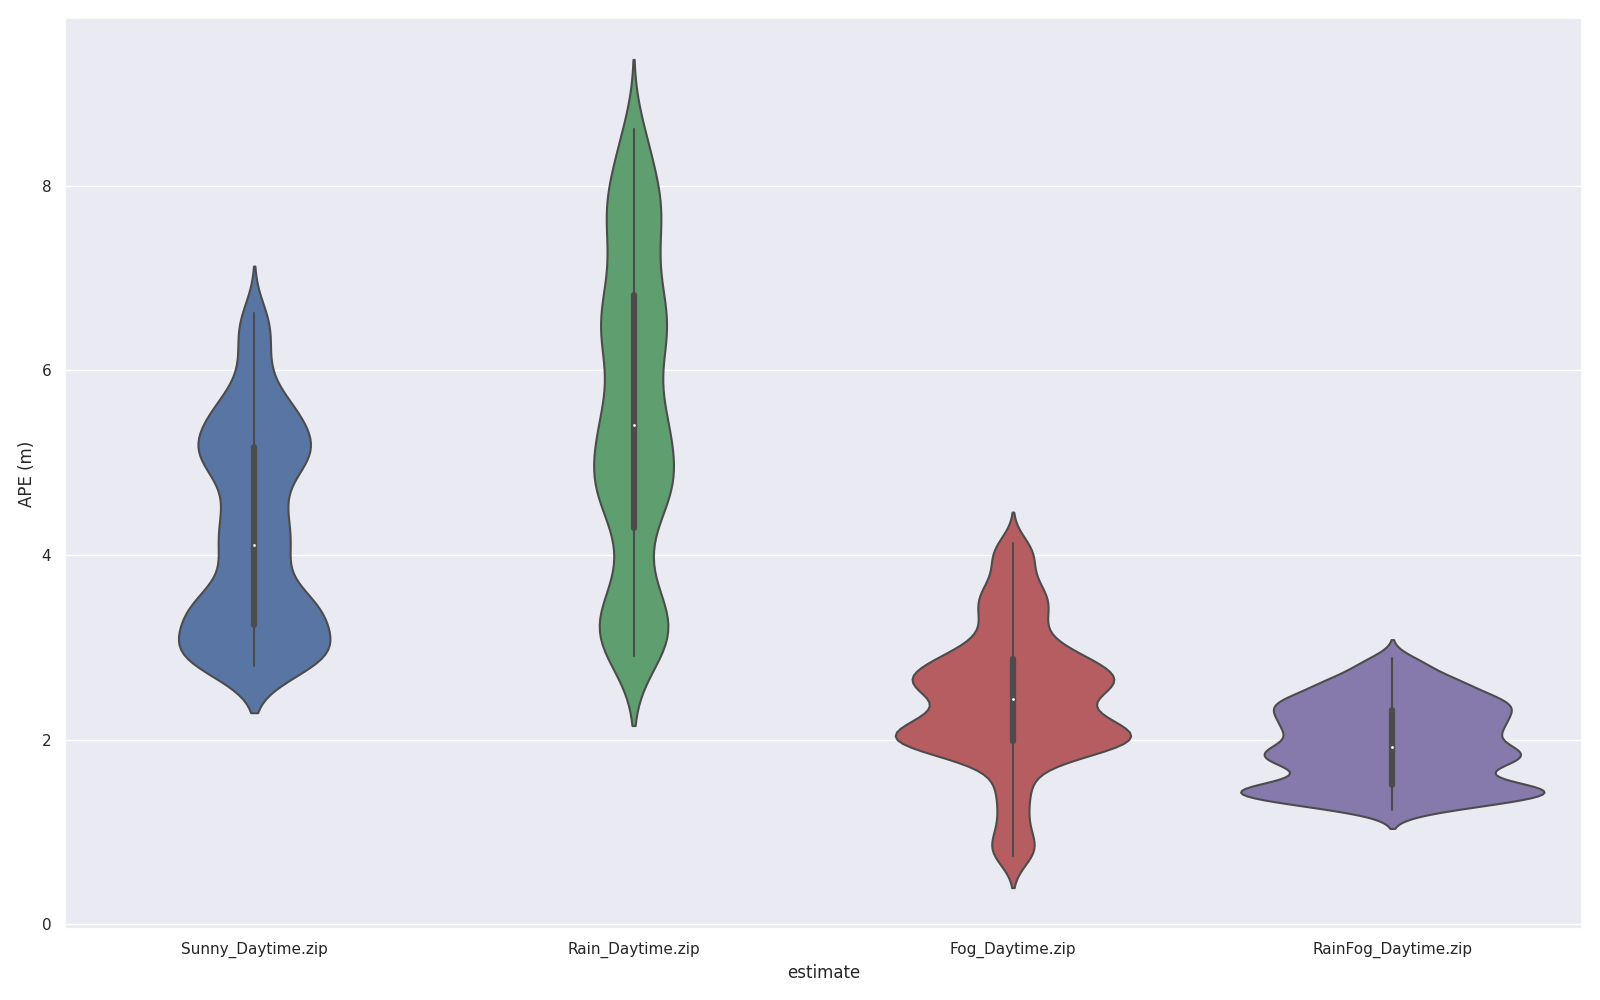 APE (m)
8
6
4
2
0
Sunny_Daytime.zip
Rain_Daytime.zip
Fog_Daytime.zip
RainFog_Daytime.zip
estimate